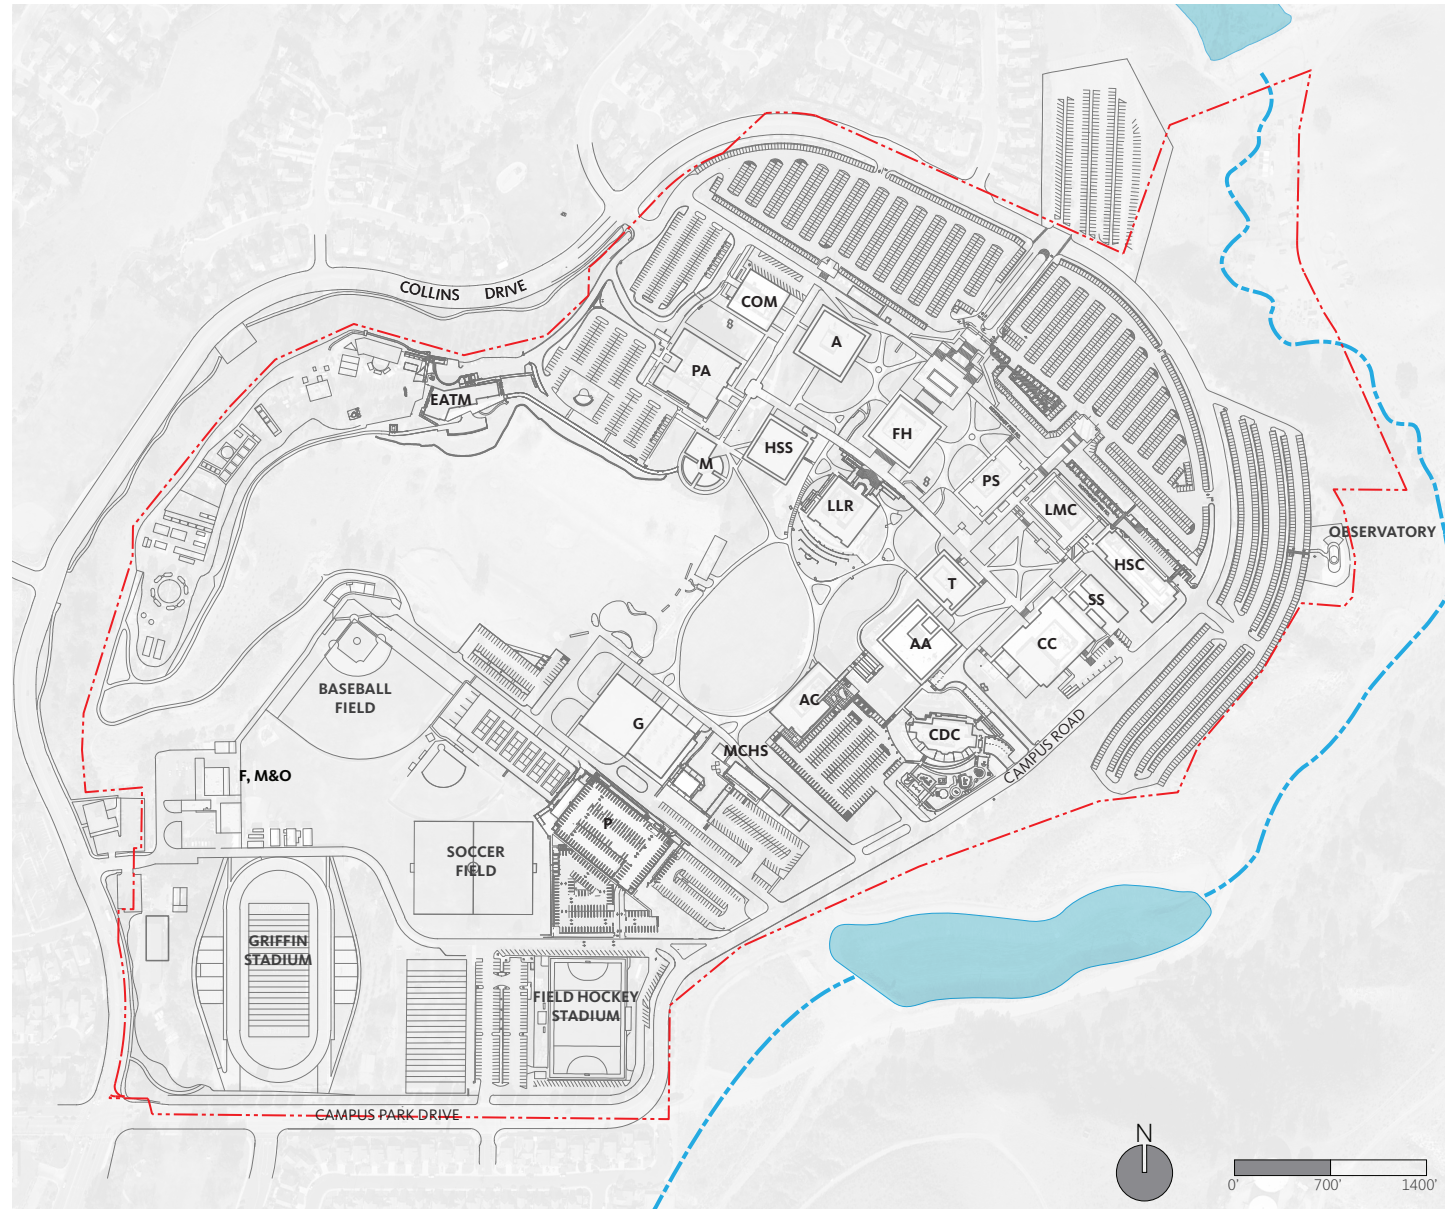 COLLINS DRIVE
COM
A
PA
EATM
FH
HSS
M
PS
LLR
LMC
OBSERVATORY
HSC
T
SS
AA
CC
BASEBALL
FIELD
AC
G
CDC
MCHS
CAMPUS ROAD
F, M&O
P
SOCCER
FIELD
GRIFFIN
STADIUM
FIELD HOCKEY
STADIUM
CAMPUS PARK DRIVE
N
0' 700' 1400'